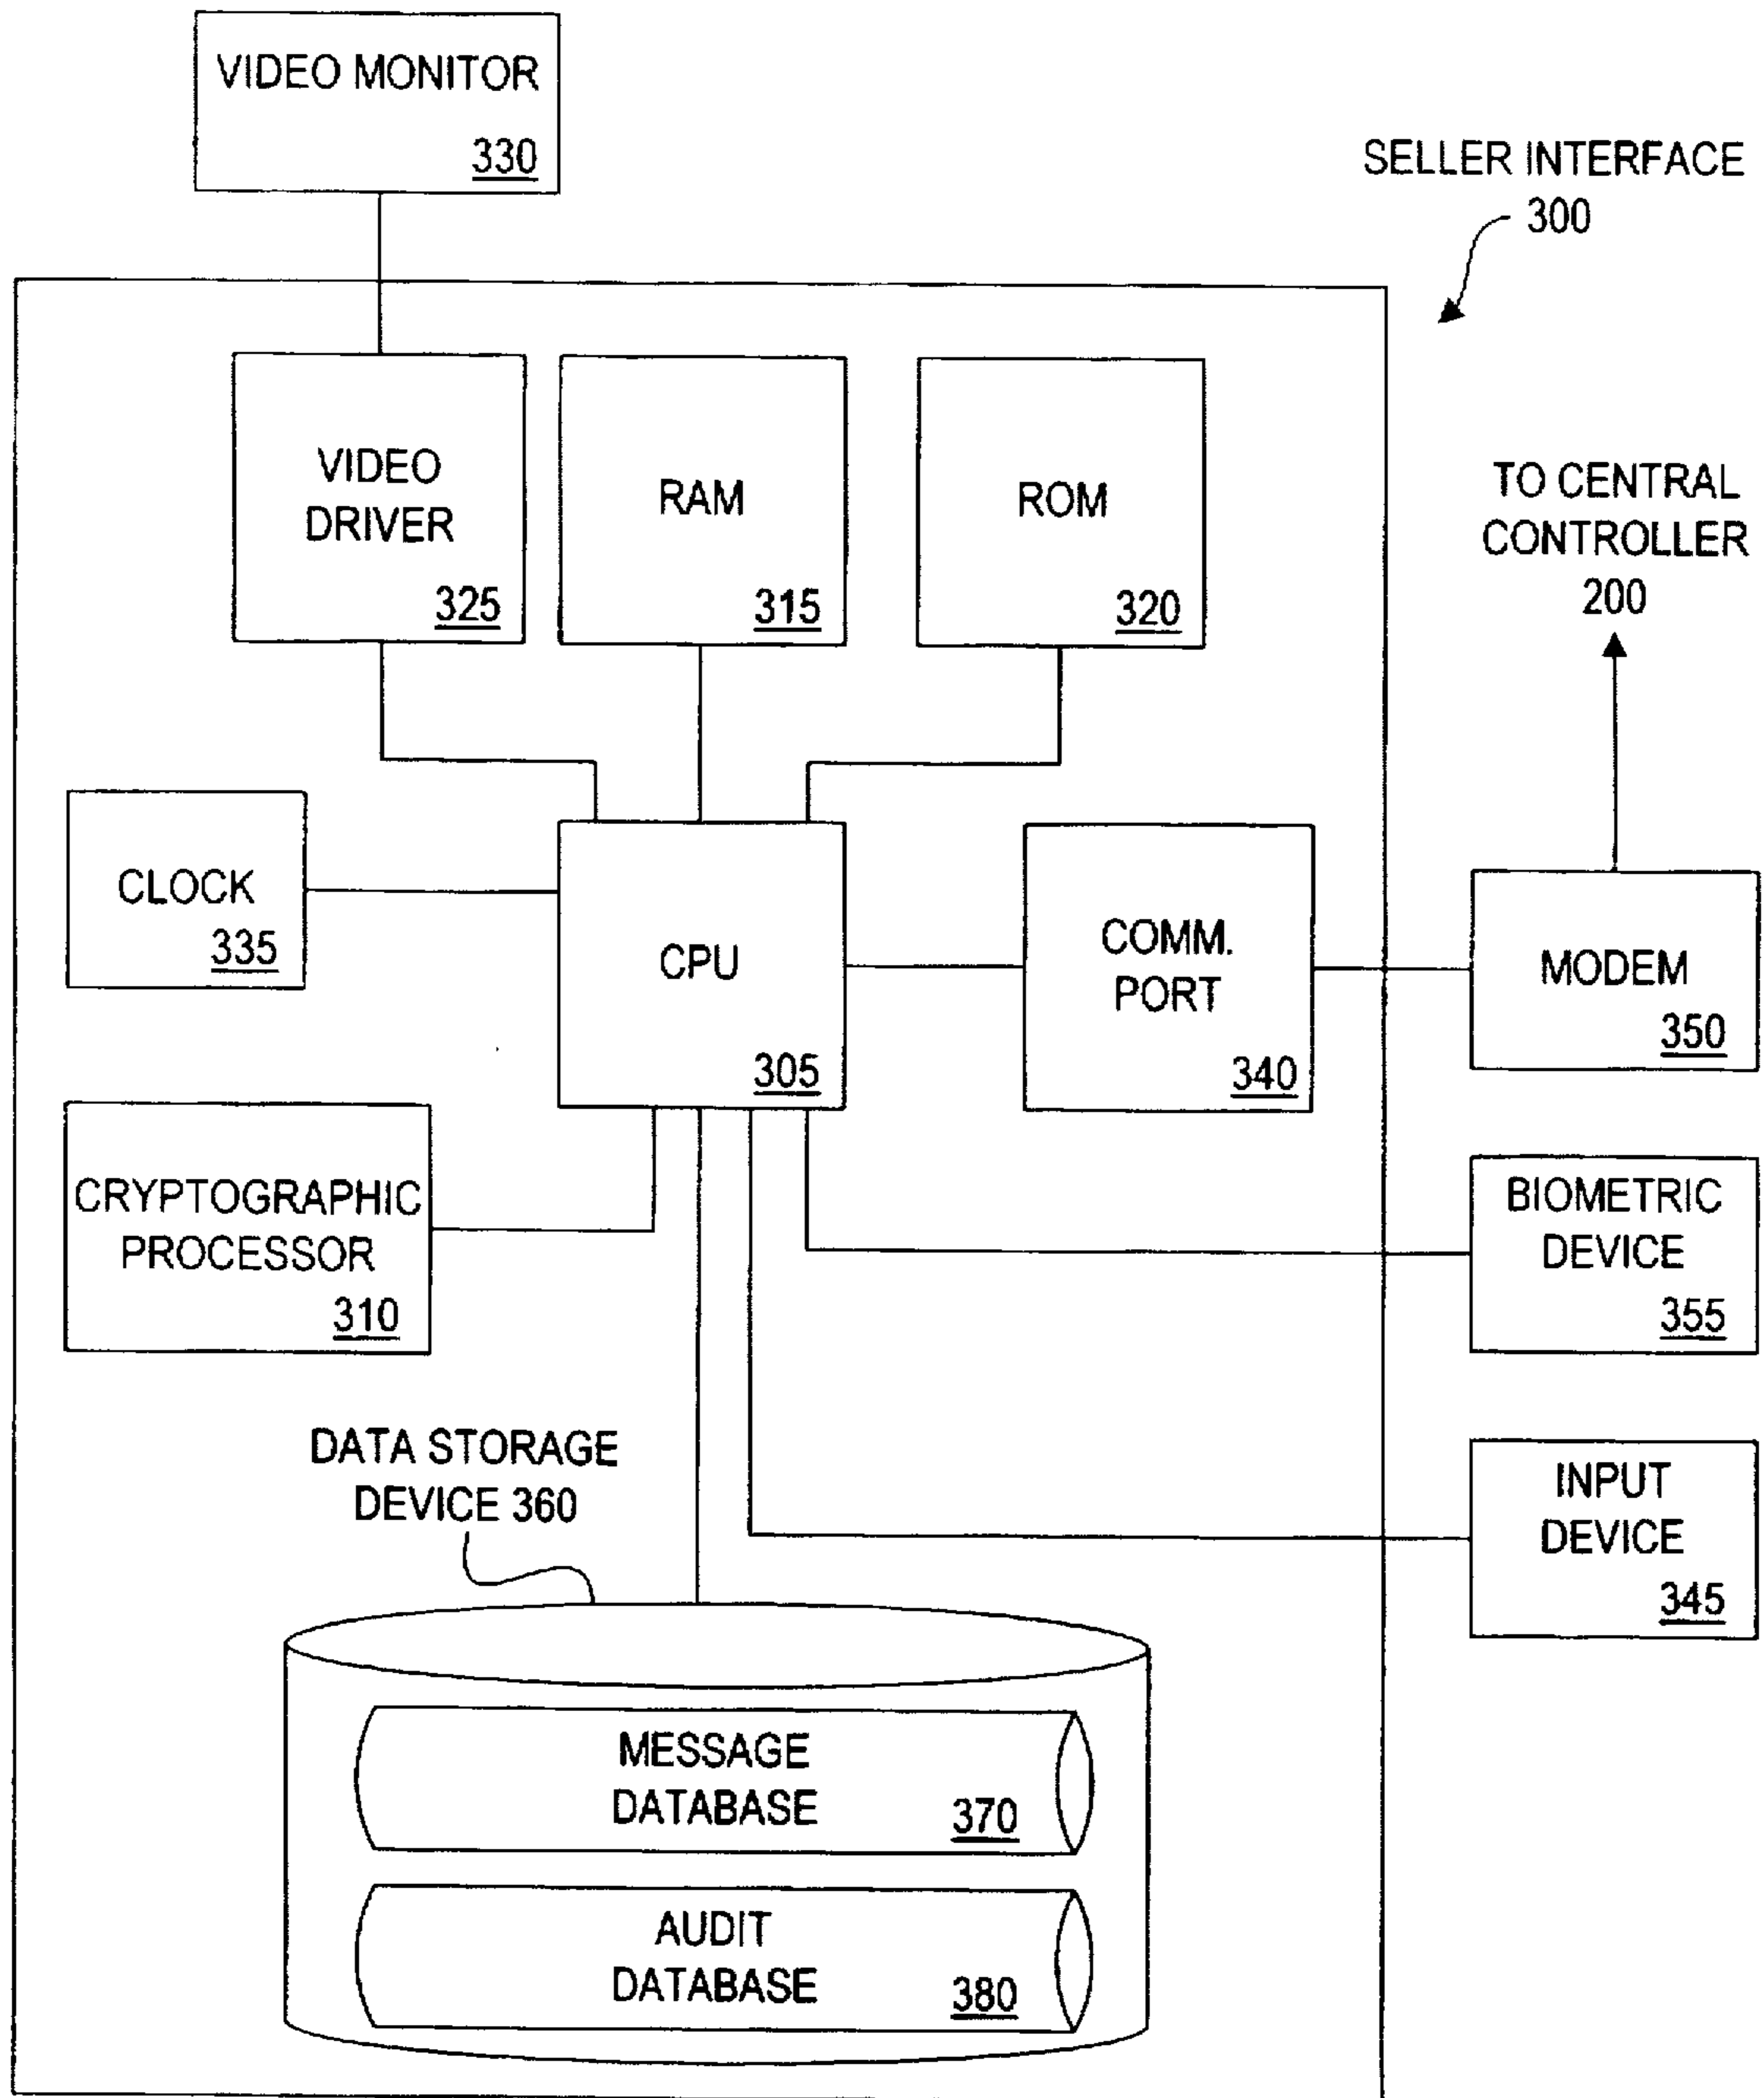 VIDEO MONITOR
330
SELLER INTERFACE
300
VIDEO
DRIVER
325
RAM
315
ROM
320
TO CENTRAL
CONTROLLER
200
CLOCK
335
CPU
305
COMM.
PORT
340
MODEM
350
CRYPTOGRAPHIC
PROCESSOR
310
BIOMETRIC
DEVICE
355
DATA STORAGE
DEVICE 360
INPUT
DEVICE
345
MESSAGE
DATABASE
370
AUDIT
DATABASE
380